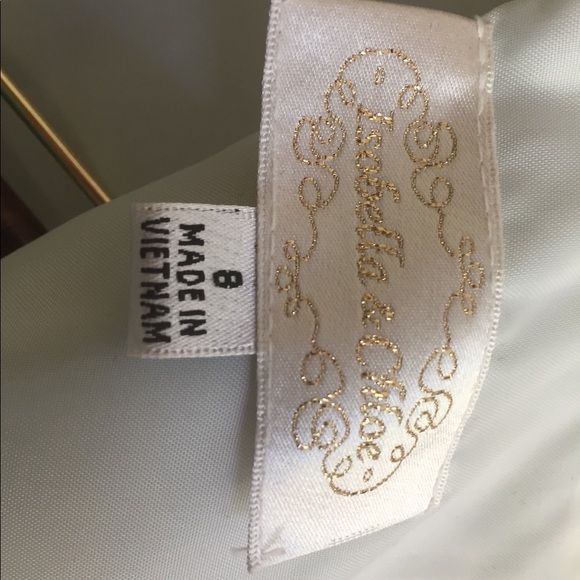 Isabella & Chloe
8
MADE IN
VIETNAM